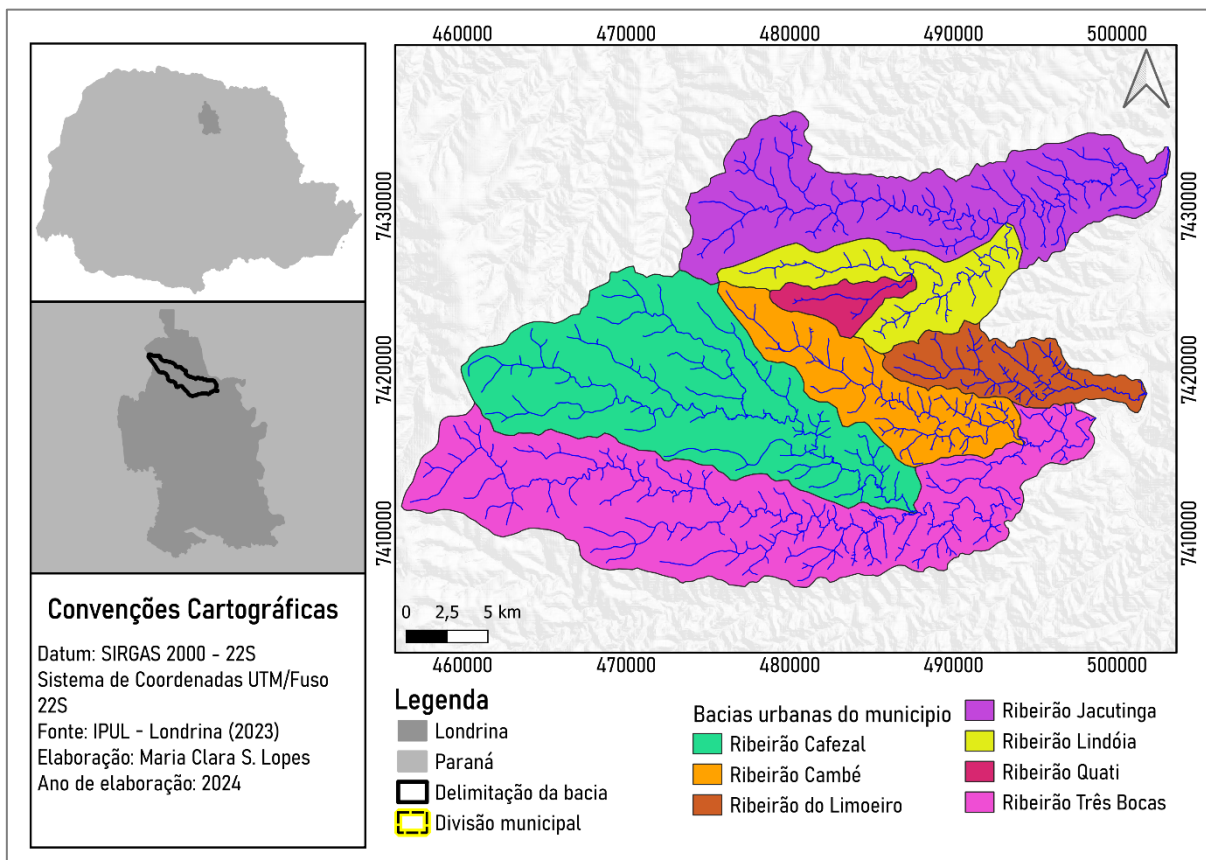 460000 470000 480000 490000 500000
7430000 7430000
7420000 7420000
7410000 7410000
0 2,5 5 km
460000 470000 480000 490000 500000
Convenções Cartográficas
Datum: SIRGAS 2000 - 22S
Sistema de Coordenadas UTM/Fuso
22S
Fonte: IPUL - Londrina (2023)
Elaboração: Maria Clara S. Lopes
Ano de elaboração: 2024
Legenda
Londrina
Paraná
Delimitação da bacia
Divisão municipal
Bacias urbanas do municipio
Ribeirão Cafezal
Ribeirão Cambé
Ribeirão do Limoeiro
Ribeirão Jacutinga
Ribeirão Lindóia
Ribeirão Quati
Ribeirão Três Bocas